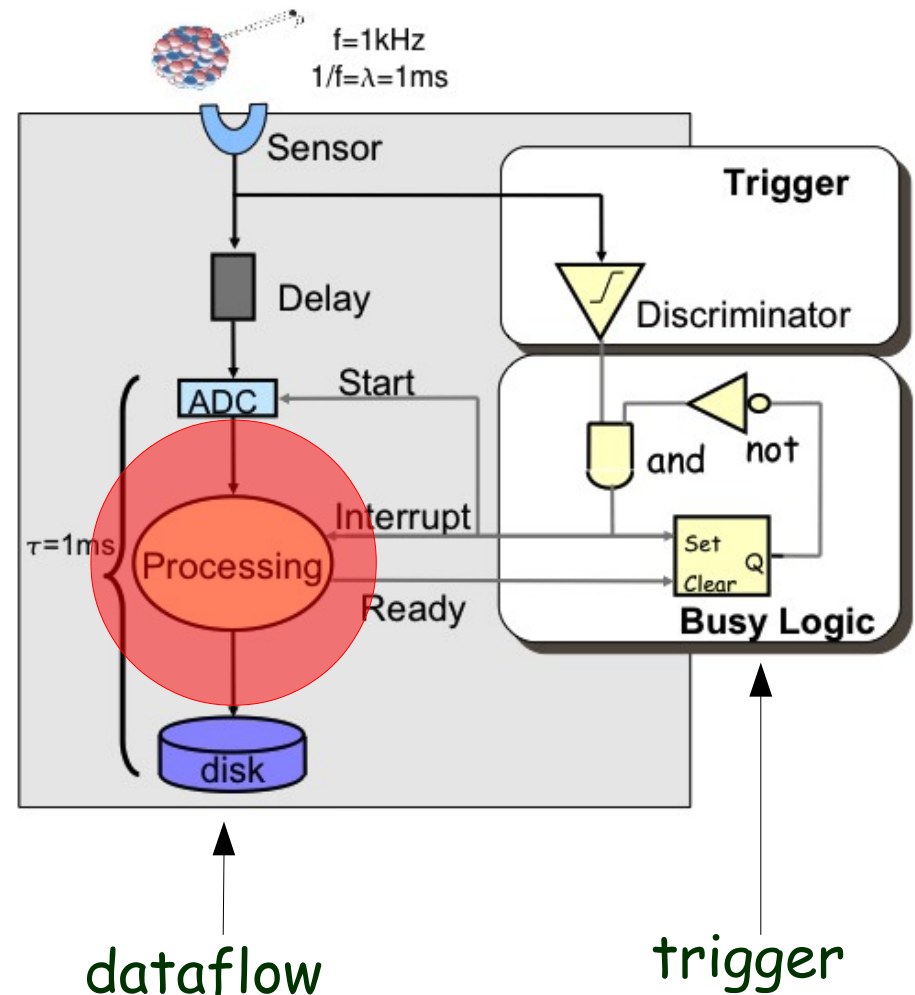 f=1kHz
1/f=λ=1ms
Sensor
Trigger
Delay
Discriminator
Start
ADC
and
not
Interrupt
Set
τ=1ms
Processing
Q
Clear
Ready
Busy Logic
disk
dataflow
trigger